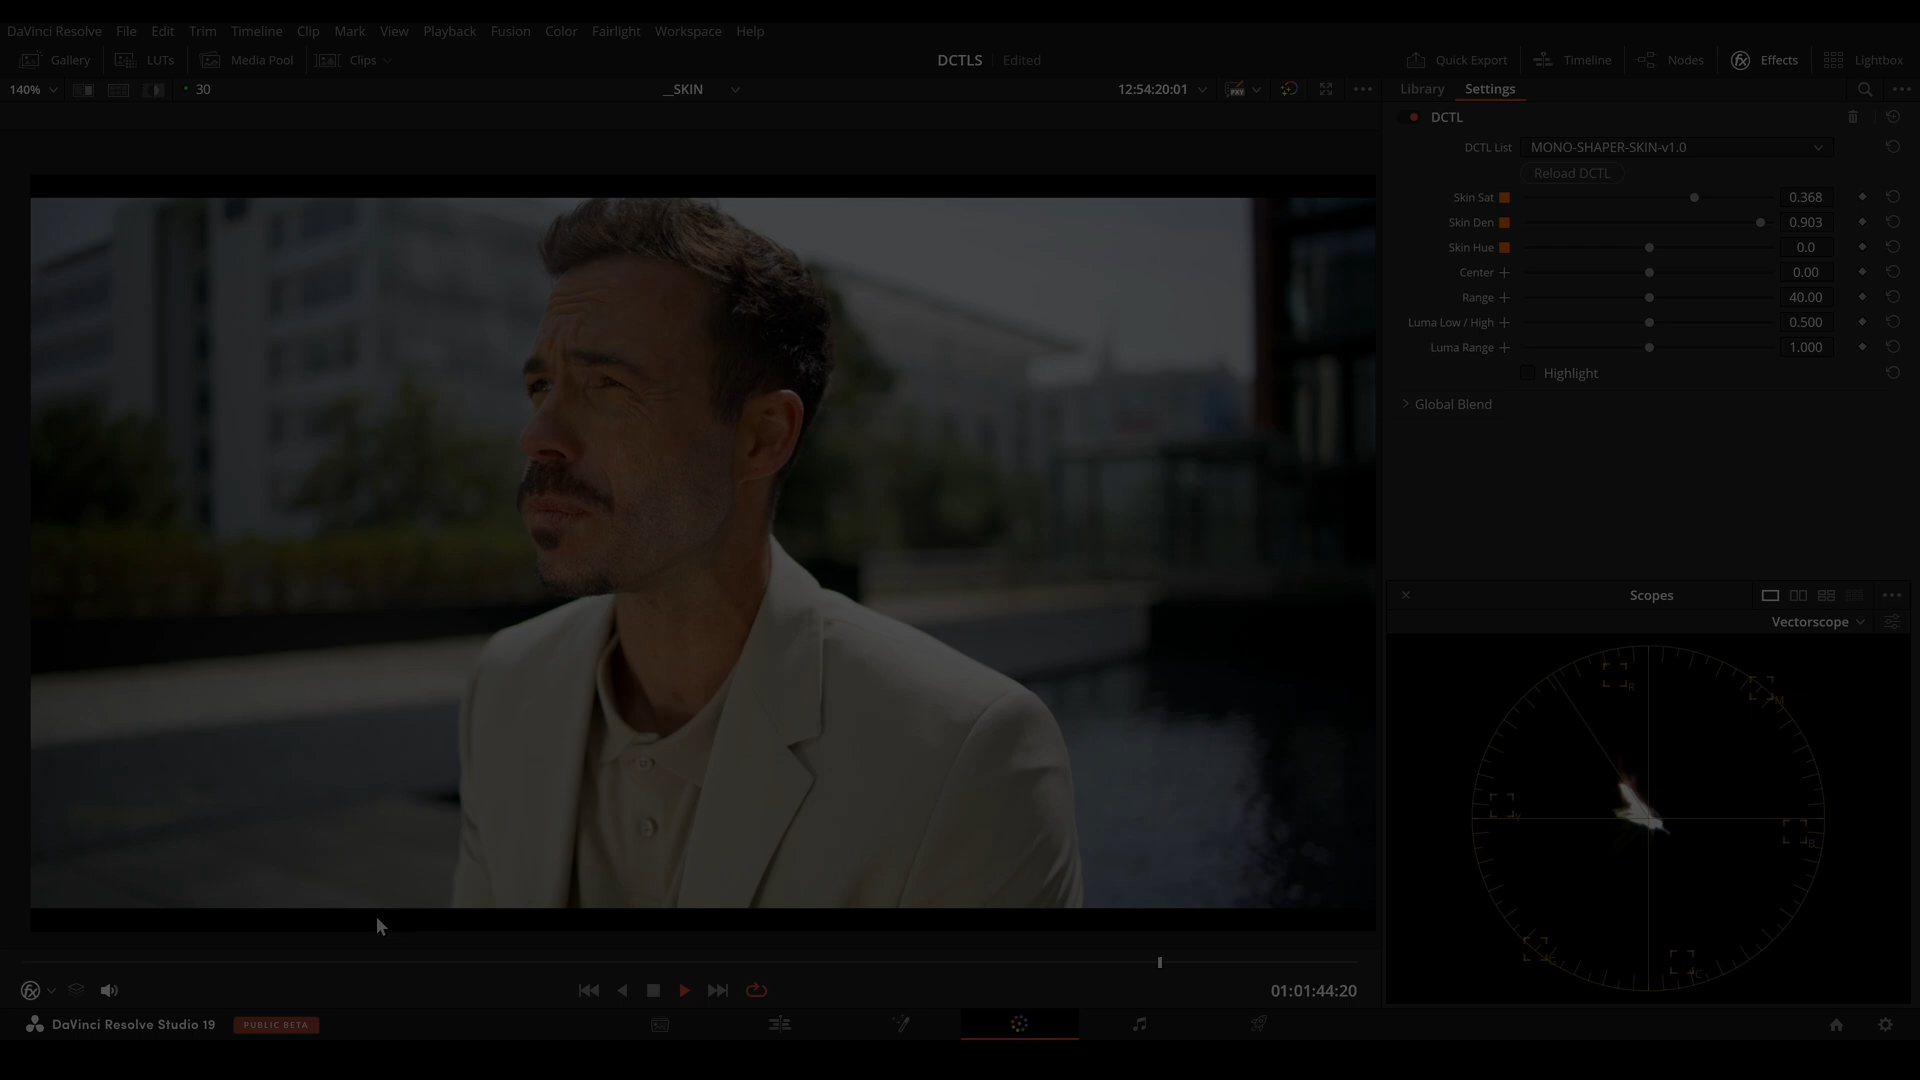 DaVinci Resolve File Edit Trim Timeline Clip Mark View Playback Fusion Color Fairlight Workspace Help
Gallery LUTs Media Pool Clips DCTLS Edited Quick Export Timeline Nodes Effects Lightbox
140% 30 __SKIN 12:54:20:01 PXY Library Settings
DCTL
DCTL List MONO-SHAPER-SKIN-v1.0
Reload DCTL
Skin Sat 0.368
Skin Den 0.903
Skin Hue 0.0
Center 0.00
Range 40.00
Luma Low / High 0.500
Luma Range 1.000
Highlight
Global Blend
Scopes
Vectorscope
R
M
Y
B
G
C
01:01:44:20
DaVinci Resolve Studio 19 PUBLIC BETA